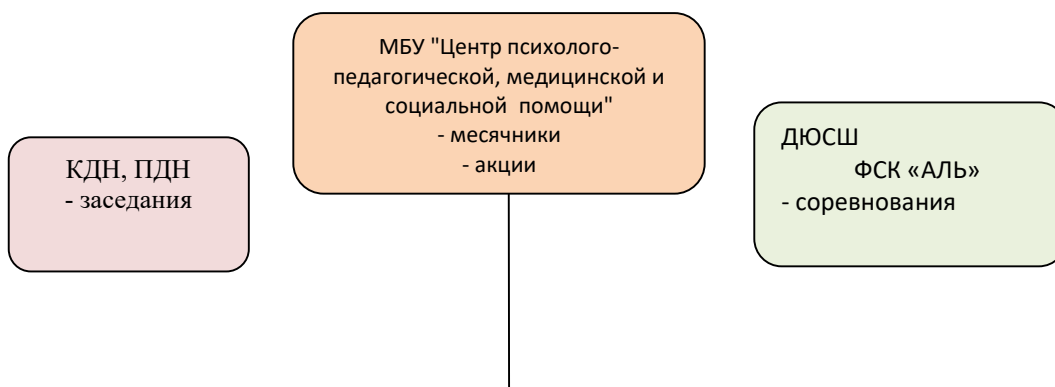 МБУ "Центр психолого-
педагогической, медицинской и
социальной помощи"
- месячники
- акции
КДН, ПДН
- заседания
ДЮСШ
ФСК «АЛЬ»
- соревнования